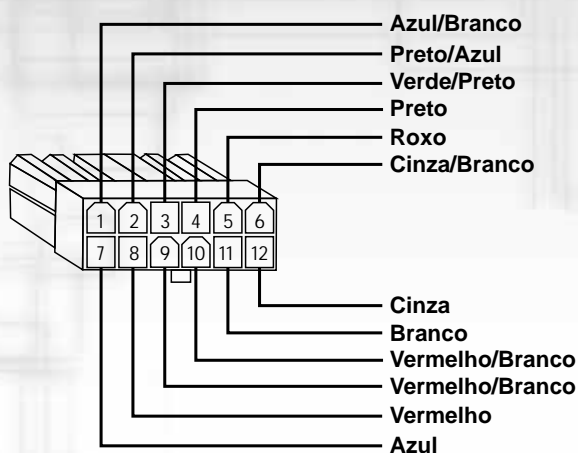 Azul/Branco
Preto/Azul
Verde/Preto
Preto
Roxo
Cinza/Branco
1 2 3 4 5 6
7 8 9 10 11 12
Cinza
Branco
Vermelho/Branco
Vermelho/Branco
Vermelho
Azul